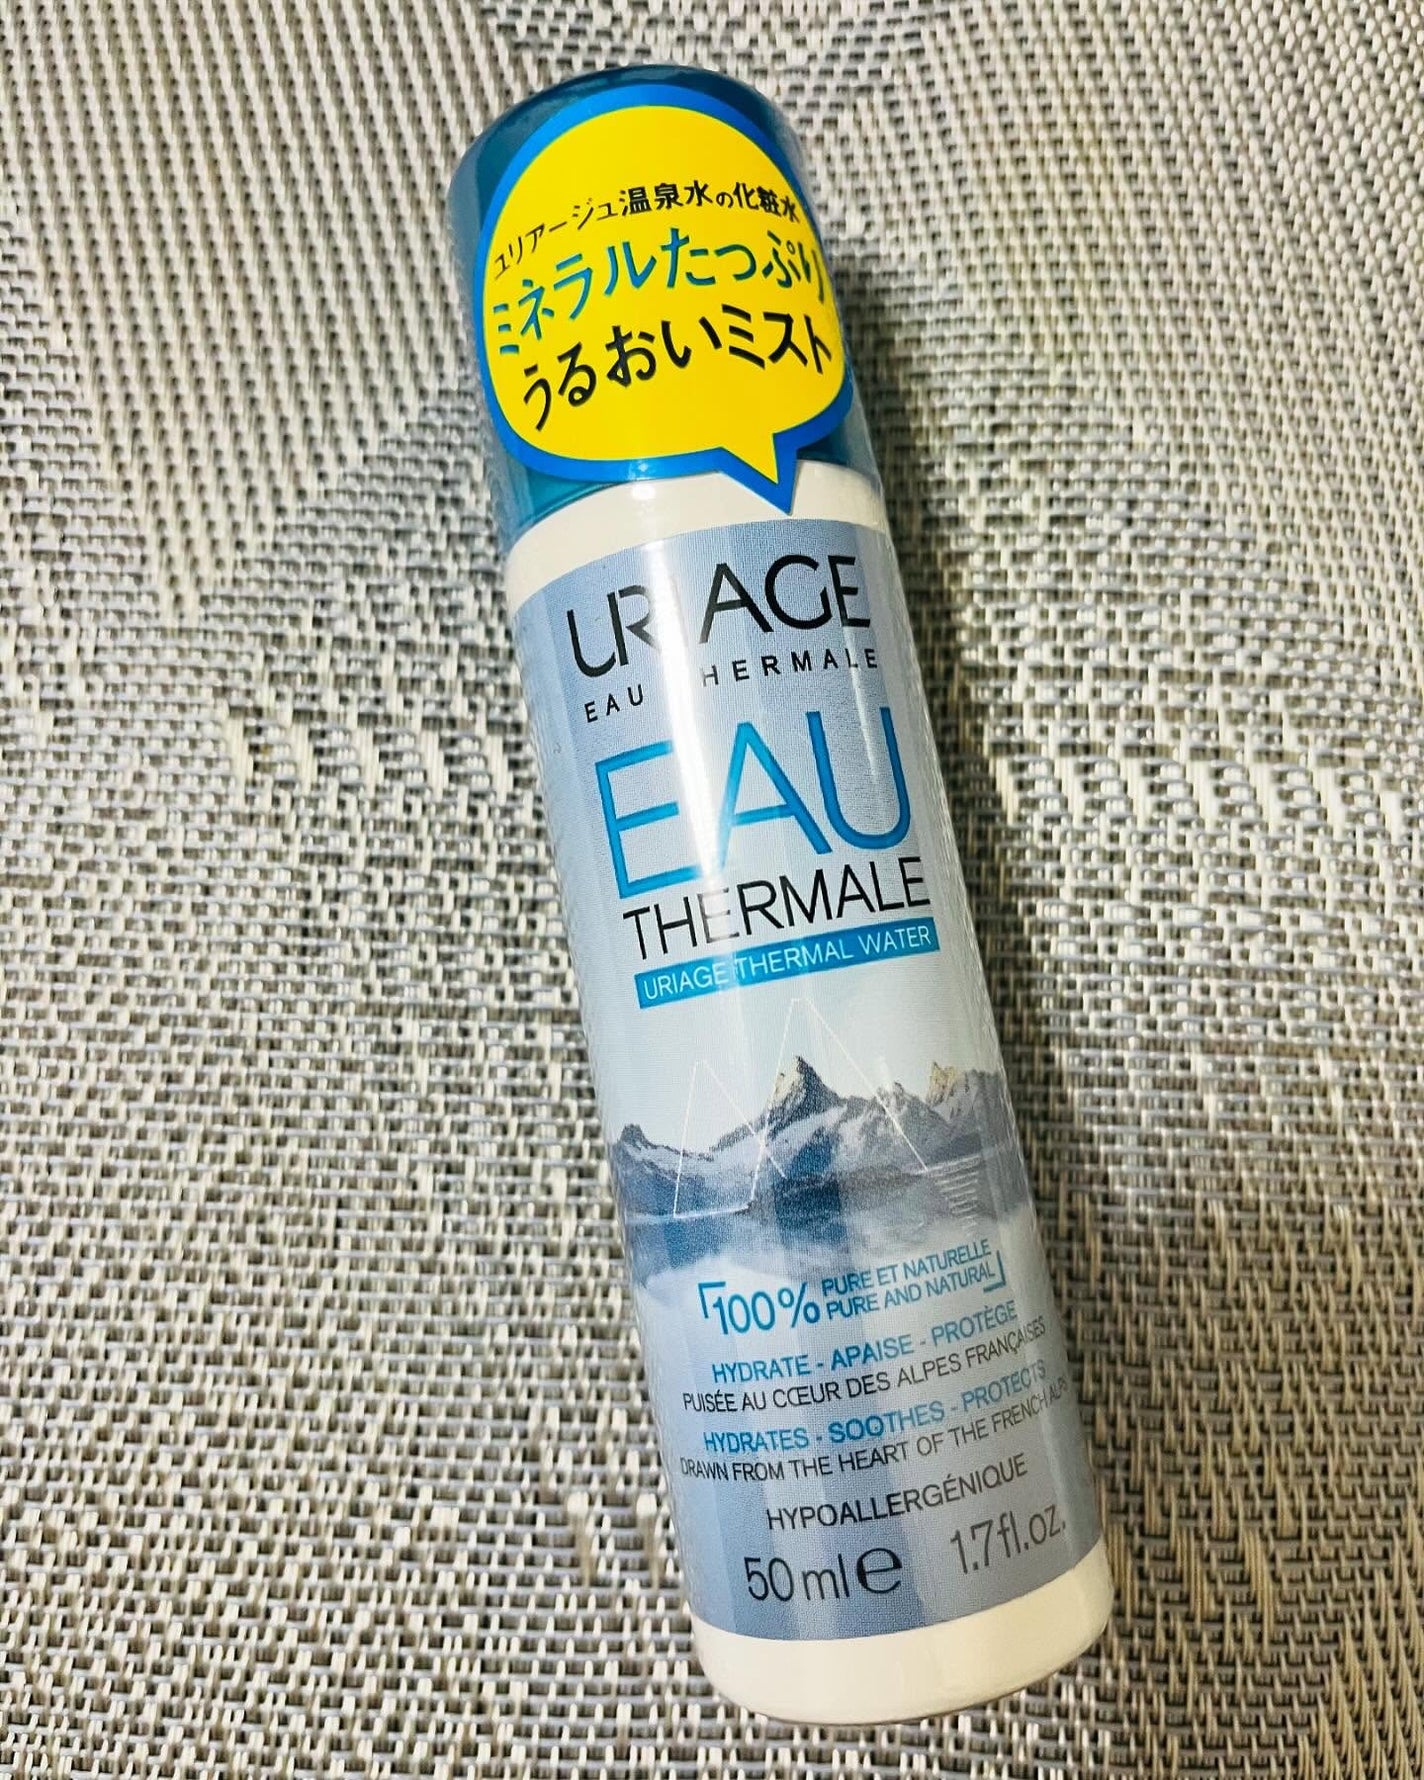 ユリアージュ温泉水の化粧水
ミネラルたっぷり
うるおいミスト
URIAGE
EAU THERMALE
EAU
THERMALE
URIAGE THERMAL WATER
「100% PURE ET NATURELLE
PURE AND NATURAL」
HYDRATE - APAISE - PROTÈGE
PUISÉE AU CŒUR DES ALPES FRANÇAISES
HYDRATES - SOOTHES - PROTECTS
DRAWN FROM THE HEART OF THE FRENCH ALPS
HYPOALLERGÉNIQUE
50 ml e 1.7 fl.oz.